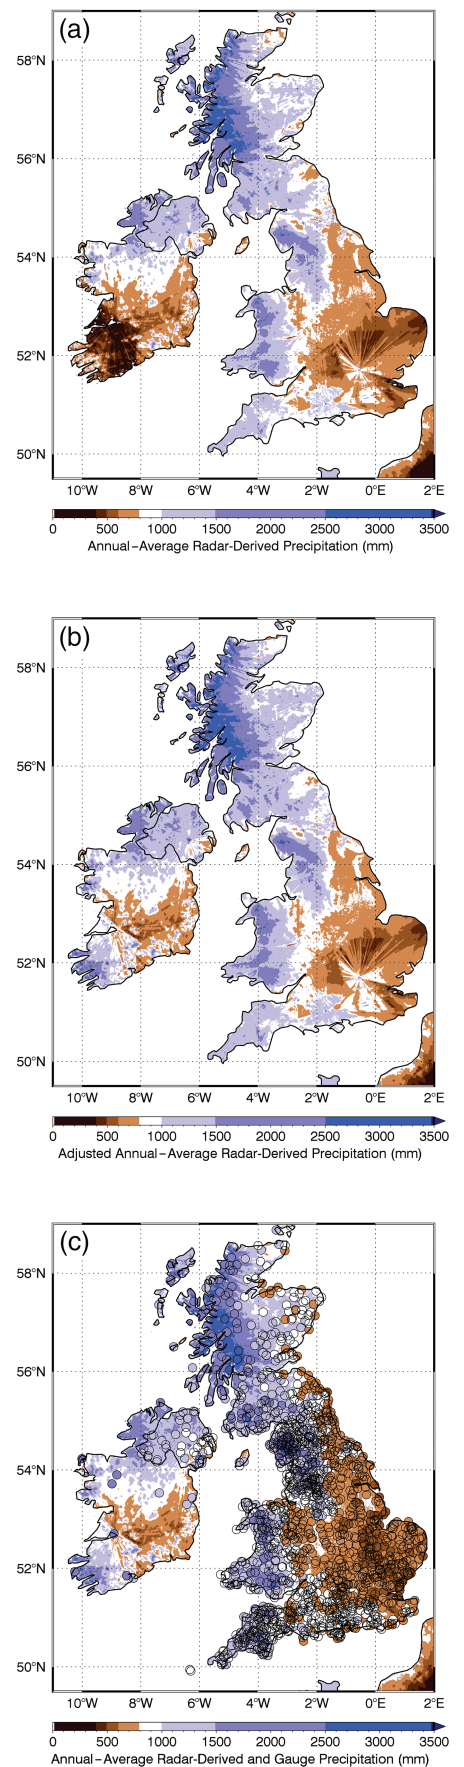 (a)
58°N
56°N
54°N
52°N
50°N
10°W 8°W 6°W 4°W 2°W 0°E 2°E
0 500 1000 1500 2000 2500 3000 3500
Annual–Average Radar-Derived Precipitation (mm)
(b)
58°N
56°N
54°N
52°N
50°N
10°W 8°W 6°W 4°W 2°W 0°E 2°E
0 500 1000 1500 2000 2500 3000 3500
Adjusted Annual–Average Radar-Derived Precipitation (mm)
(c)
58°N
56°N
54°N
52°N
50°N
10°W 8°W 6°W 4°W 2°W 0°E 2°E
0 500 1000 1500 2000 2500 3000 3500
Annual–Average Radar-Derived and Gauge Precipitation (mm)